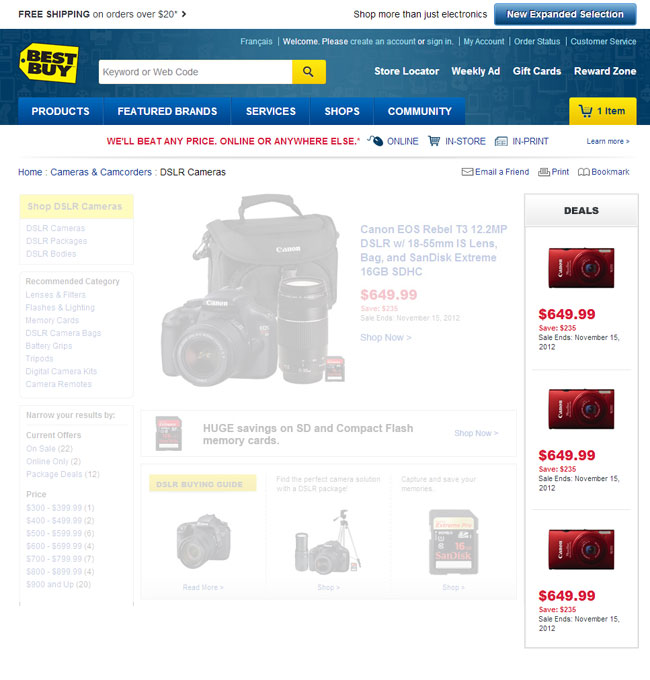 FREE SHIPPING on orders over $20*
Shop more than just electronics
New Expanded Selection
Français
Welcome. Please create an account or sign in.
My Account
Order Status
Customer Service
BEST
BUY
Keyword or Web Code
Store Locator
Weekly Ad
Gift Cards
Reward Zone
PRODUCTS
FEATURED BRANDS
SERVICES
SHOPS
COMMUNITY
1 Item
WE'LL BEAT ANY PRICE. ONLINE OR ANYWHERE ELSE.*
ONLINE
IN-STORE
IN-PRINT
Learn more »
Home : Cameras & Camcorders : DSLR Cameras
Email a Friend
Print
Bookmark
Shop DSLR Cameras
DSLR Cameras
DSLR Packages
DSLR Bodies
Recommended Category
Lenses & Filters
Flashes & Lighting
Memory Cards
DSLR Camera Bags
Battery Grips
Tripods
Digital Camera Kits
Camera Remotes
Narrow your results by:
Current Offers
On Sale (22)
Online Only (2)
Package Deals (12)
Price
$300 - $399.99 (1)
$400 - $499.99 (2)
$500 - $599.99 (6)
$600 - $699.99 (4)
$700 - $799.99 (7)
$800 - $899.99 (4)
$900 and Up (28)
Canon
Canon
Canon EOS Rebel T3 12.2MP
DSLR w/ 18-55mm IS Lens,
Bag, and SanDisk Extreme
16GB SDHC
$649.99
Save: $235
Sale Ends: November 15, 2012
Shop Now >
HUGE savings on SD and Compact Flash
memory cards.
Shop Now >
DSLR BUYING GUIDE
Read More >
Find the perfect camera solution
with a DSLR package!
Shop >
Capture and save your
memories.
Extreme Pro
16
SanDisk
Shop >
DEALS
Canon
$649.99
Save: $235
Sale Ends: November 15,
2012
Canon
$649.99
Save: $235
Sale Ends: November 15,
2012
Canon
$649.99
Save: $235
Sale Ends: November 15,
2012